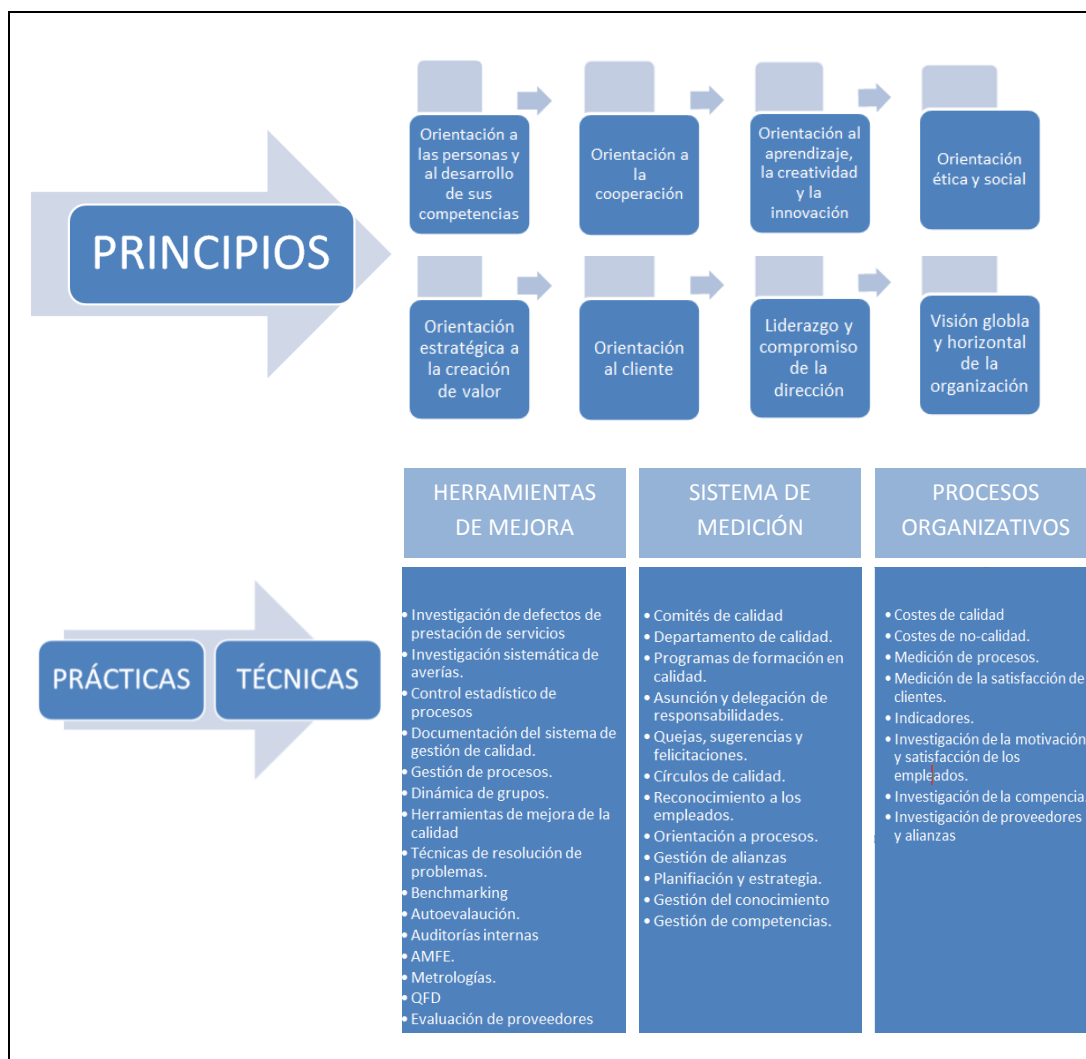 PRINCIPIOS
Orientación a
las personas y
al desarrollo
de sus
competencias
Orientación a
la
cooperación
Orientación al
aprendizaje,
la creatividad
y la
innovación
Orientación
ética y social
Orientación
estratégica a
la creación
de valor
Orientación
al cliente
Liderazgo y
compromiso
de la
dirección
Visión globla
y horizontal
de la
organización
PRÁCTICAS
TÉCNICAS
HERRAMIENTAS
DE MEJORA
• Investigación de defectos de
prestación de servicios
• Investigación sistemática de
averías.
• Control estadístico de
procesos
• Documentación del sistema de
gestión de calidad.
• Gestión de procesos.
• Dinámica de grupos.
• Herramientas de mejora de la
calidad
• Técnicas de resolución de
problemas.
• Benchmarking
• Autoevalaución.
• Auditorías internas
• AMFE.
• Metrologías.
• QFD
• Evaluación de proveedores
SISTEMA DE
MEDICIÓN
• Comités de calidad
• Departamento de calidad.
• Programas de formación en
calidad.
• Asunción y delegación de
responsabilidades.
• Quejas, sugerencias y
felicitaciones.
• Círculos de calidad.
• Reconocimiento a los
empleados.
• Orientación a procesos.
• Gestión de alianzas
• Planifiación y estrategia.
• Gestión del conocimiento
• Gestión de competencias.
PROCESOS
ORGANIZATIVOS
• Costes de calidad
• Costes de no-calidad.
• Medición de procesos.
• Medición de la satisfacción de
clientes.
• Indicadores.
• Investigación de la motivación
y satisfacción de los
empleados.
• Investigación de la compencia.
• Investigación de proveedores
y alianzas